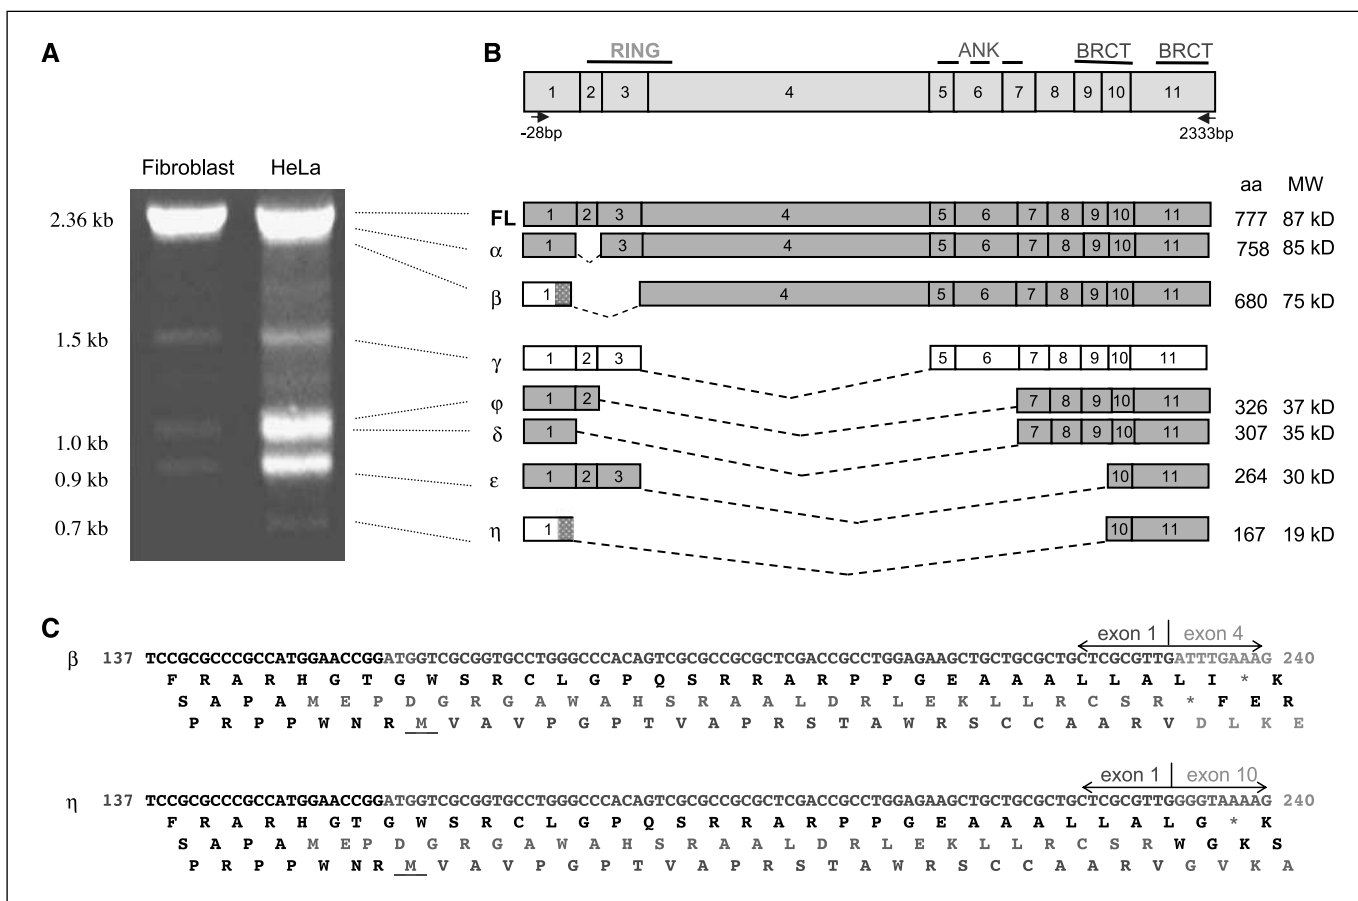 A
B
RING ANK BRCT BRCT
1 2 3 4 5 6 7 8 9 10 11
-28bp 2333bp
Fibroblast HeLa
aa MW
2.36 kb
1.5 kb
1.0 kb
0.9 kb
0.7 kb
FL 1 2 3 4 5 6 7 8 9 10 11 777 87 kD
α 1 3 4 5 6 7 8 9 10 11 758 85 kD
β 1 4 5 6 7 8 9 10 11 680 75 kD
γ 1 2 3 5 6 7 8 9 10 11
φ 1 2 7 8 9 10 11 326 37 kD
δ 1 7 8 9 10 11 307 35 kD
ε 1 2 3 10 11 264 30 kD
η 1 10 11 167 19 kD
C
exon 1 exon 4
β 137 TCCGCGCCCGCCATGGAACCGGATGGTCGCGGTGCCTGGGCCCACAGTCGCGCCGCGCTCGACCGCCTGGAGAAGCTGCTGCGCTGCTCGCGTTGATTTGAAAG 240
F R A R H G T G W S R C L G P Q S R R A R P P G E A A A L L A L I * K
S A P A M E P D G R G A W A H S R A A L D R L E K L L R C S R * F E R
P R P P W N R M V A V P G P T V A P R S T A W R S C C A A R V D L K E
exon 1 exon 10
η 137 TCCGCGCCCGCCATGGAACCGGATGGTCGCGGTGCCTGGGCCCACAGTCGCGCCGCGCTCGACCGCCTGGAGAAGCTGCTGCGCTGCTCGCGTTGGGGTAAAAG 240
F R A R H G T G W S R C L G P Q S R R A R P P G E A A A L L A L G * K
S A P A M E P D G R G A W A H S R A A L D R L E K L L R C S R W G K S
P R P P W N R M V A V P G P T V A P R S T A W R S C C A A R V G V K A